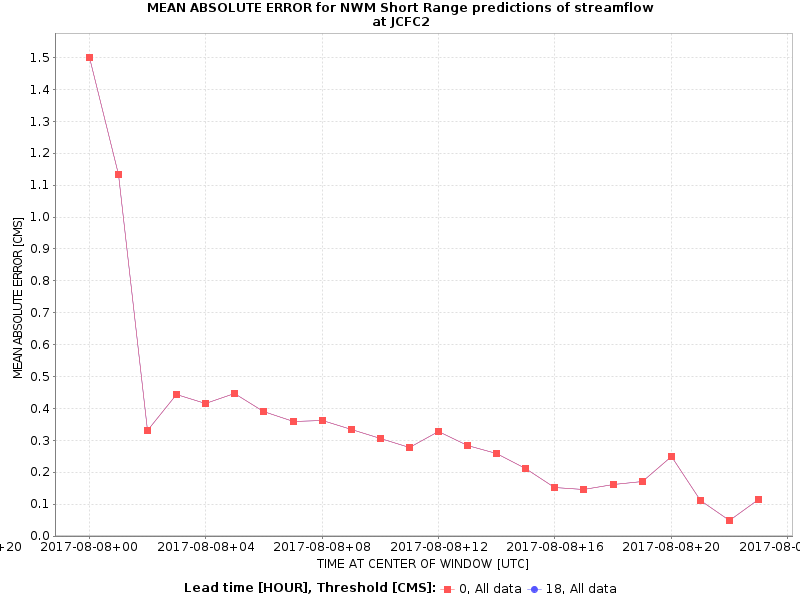 MEAN ABSOLUTE ERROR for NWM Short Range predictions of streamflow
at JCFC2
MEAN ABSOLUTE ERROR [CMS]
1.5
1.4
1.3
1.2
1.1
1.0
0.9
0.8
0.7
0.6
0.5
0.4
0.3
0.2
0.1
0.0
+20 2017-08-08+00 2017-08-08+04 2017-08-08+08 2017-08-08+12 2017-08-08+16 2017-08-08+20 2017-08-0
TIME AT CENTER OF WINDOW [UTC]
Lead time [HOUR], Threshold [CMS]: 0, All data 18, All data